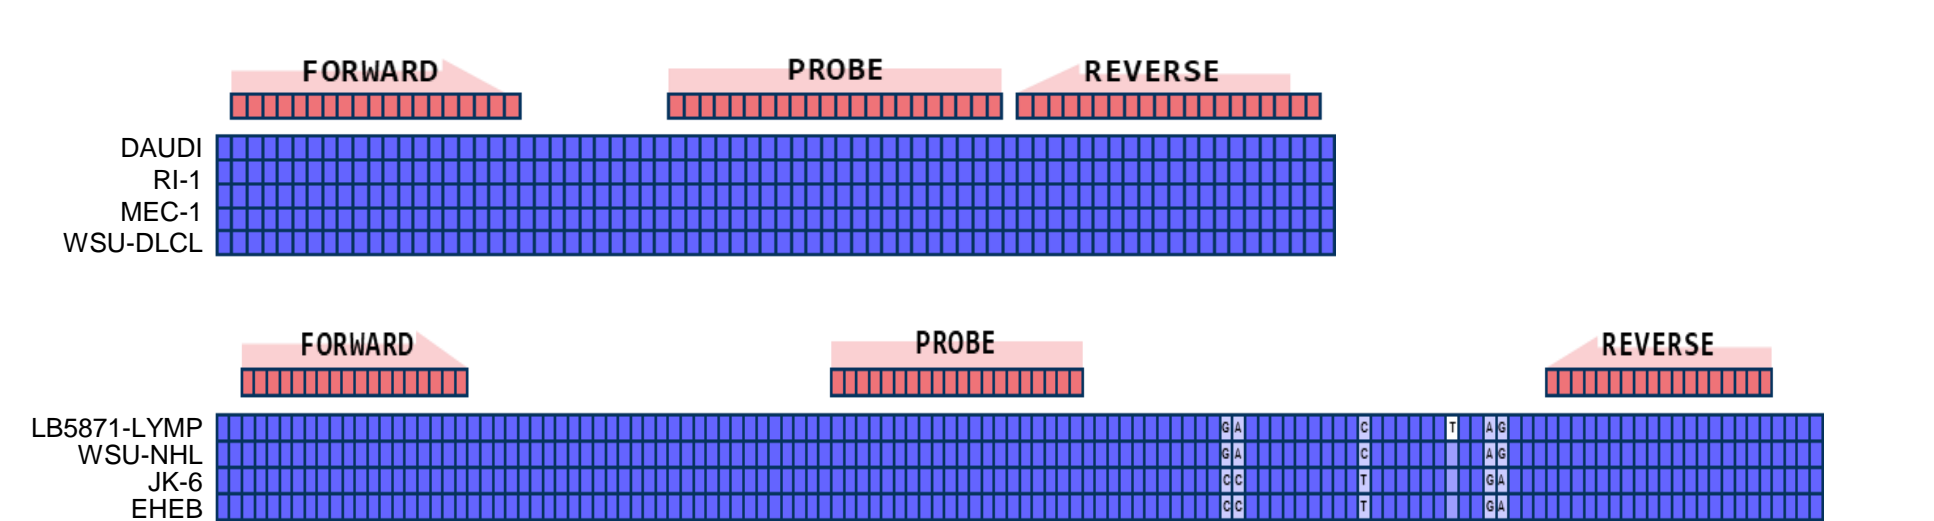 FORWARD PROBE REVERSE
DAUDI
RI-1
MEC-1
WSU-DLCL
FORWARD PROBE REVERSE
LB5871-LYMP G A C T A G
WSU-NHL G A C A G
JK-6 C C T G A
EHEB C C T G A